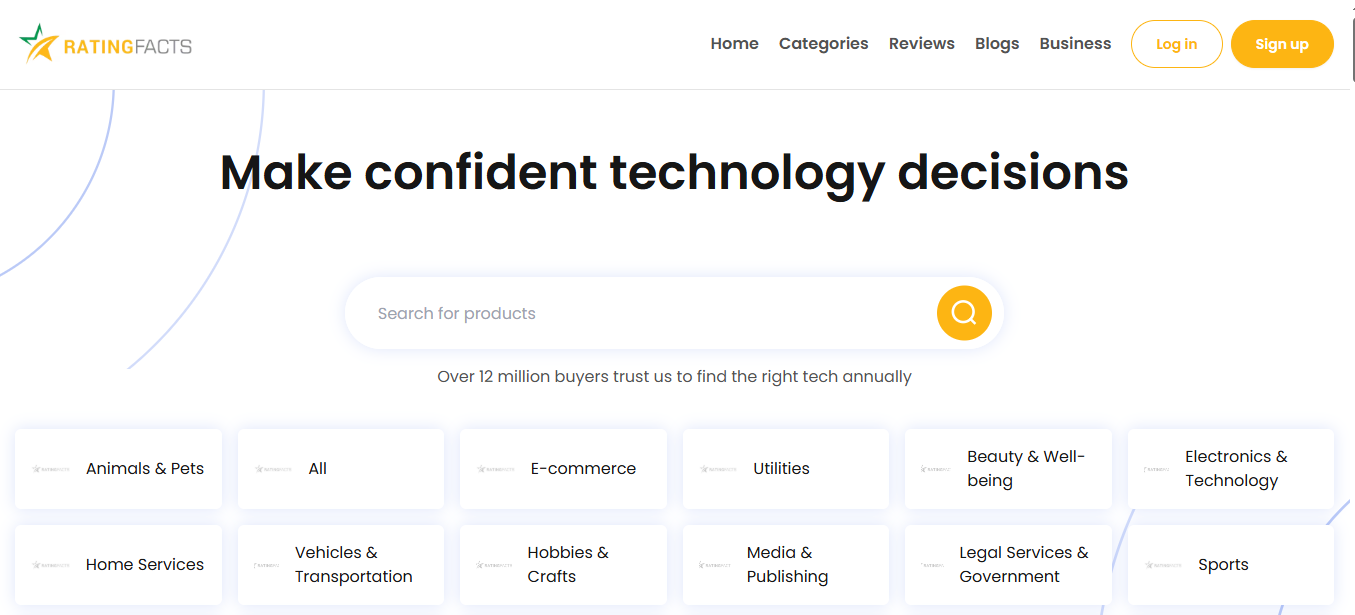 RATINGFACTS
Home Categories Reviews Blogs Business Log in Sign up
Make confident technology decisions
Search for products
Over 12 million buyers trust us to find the right tech annually
Animals & Pets
All
E-commerce
Utilities
Beauty & Well-
being
Electronics &
Technology
Home Services
Vehicles &
Transportation
Hobbies &
Crafts
Media &
Publishing
Legal Services &
Government
Sports